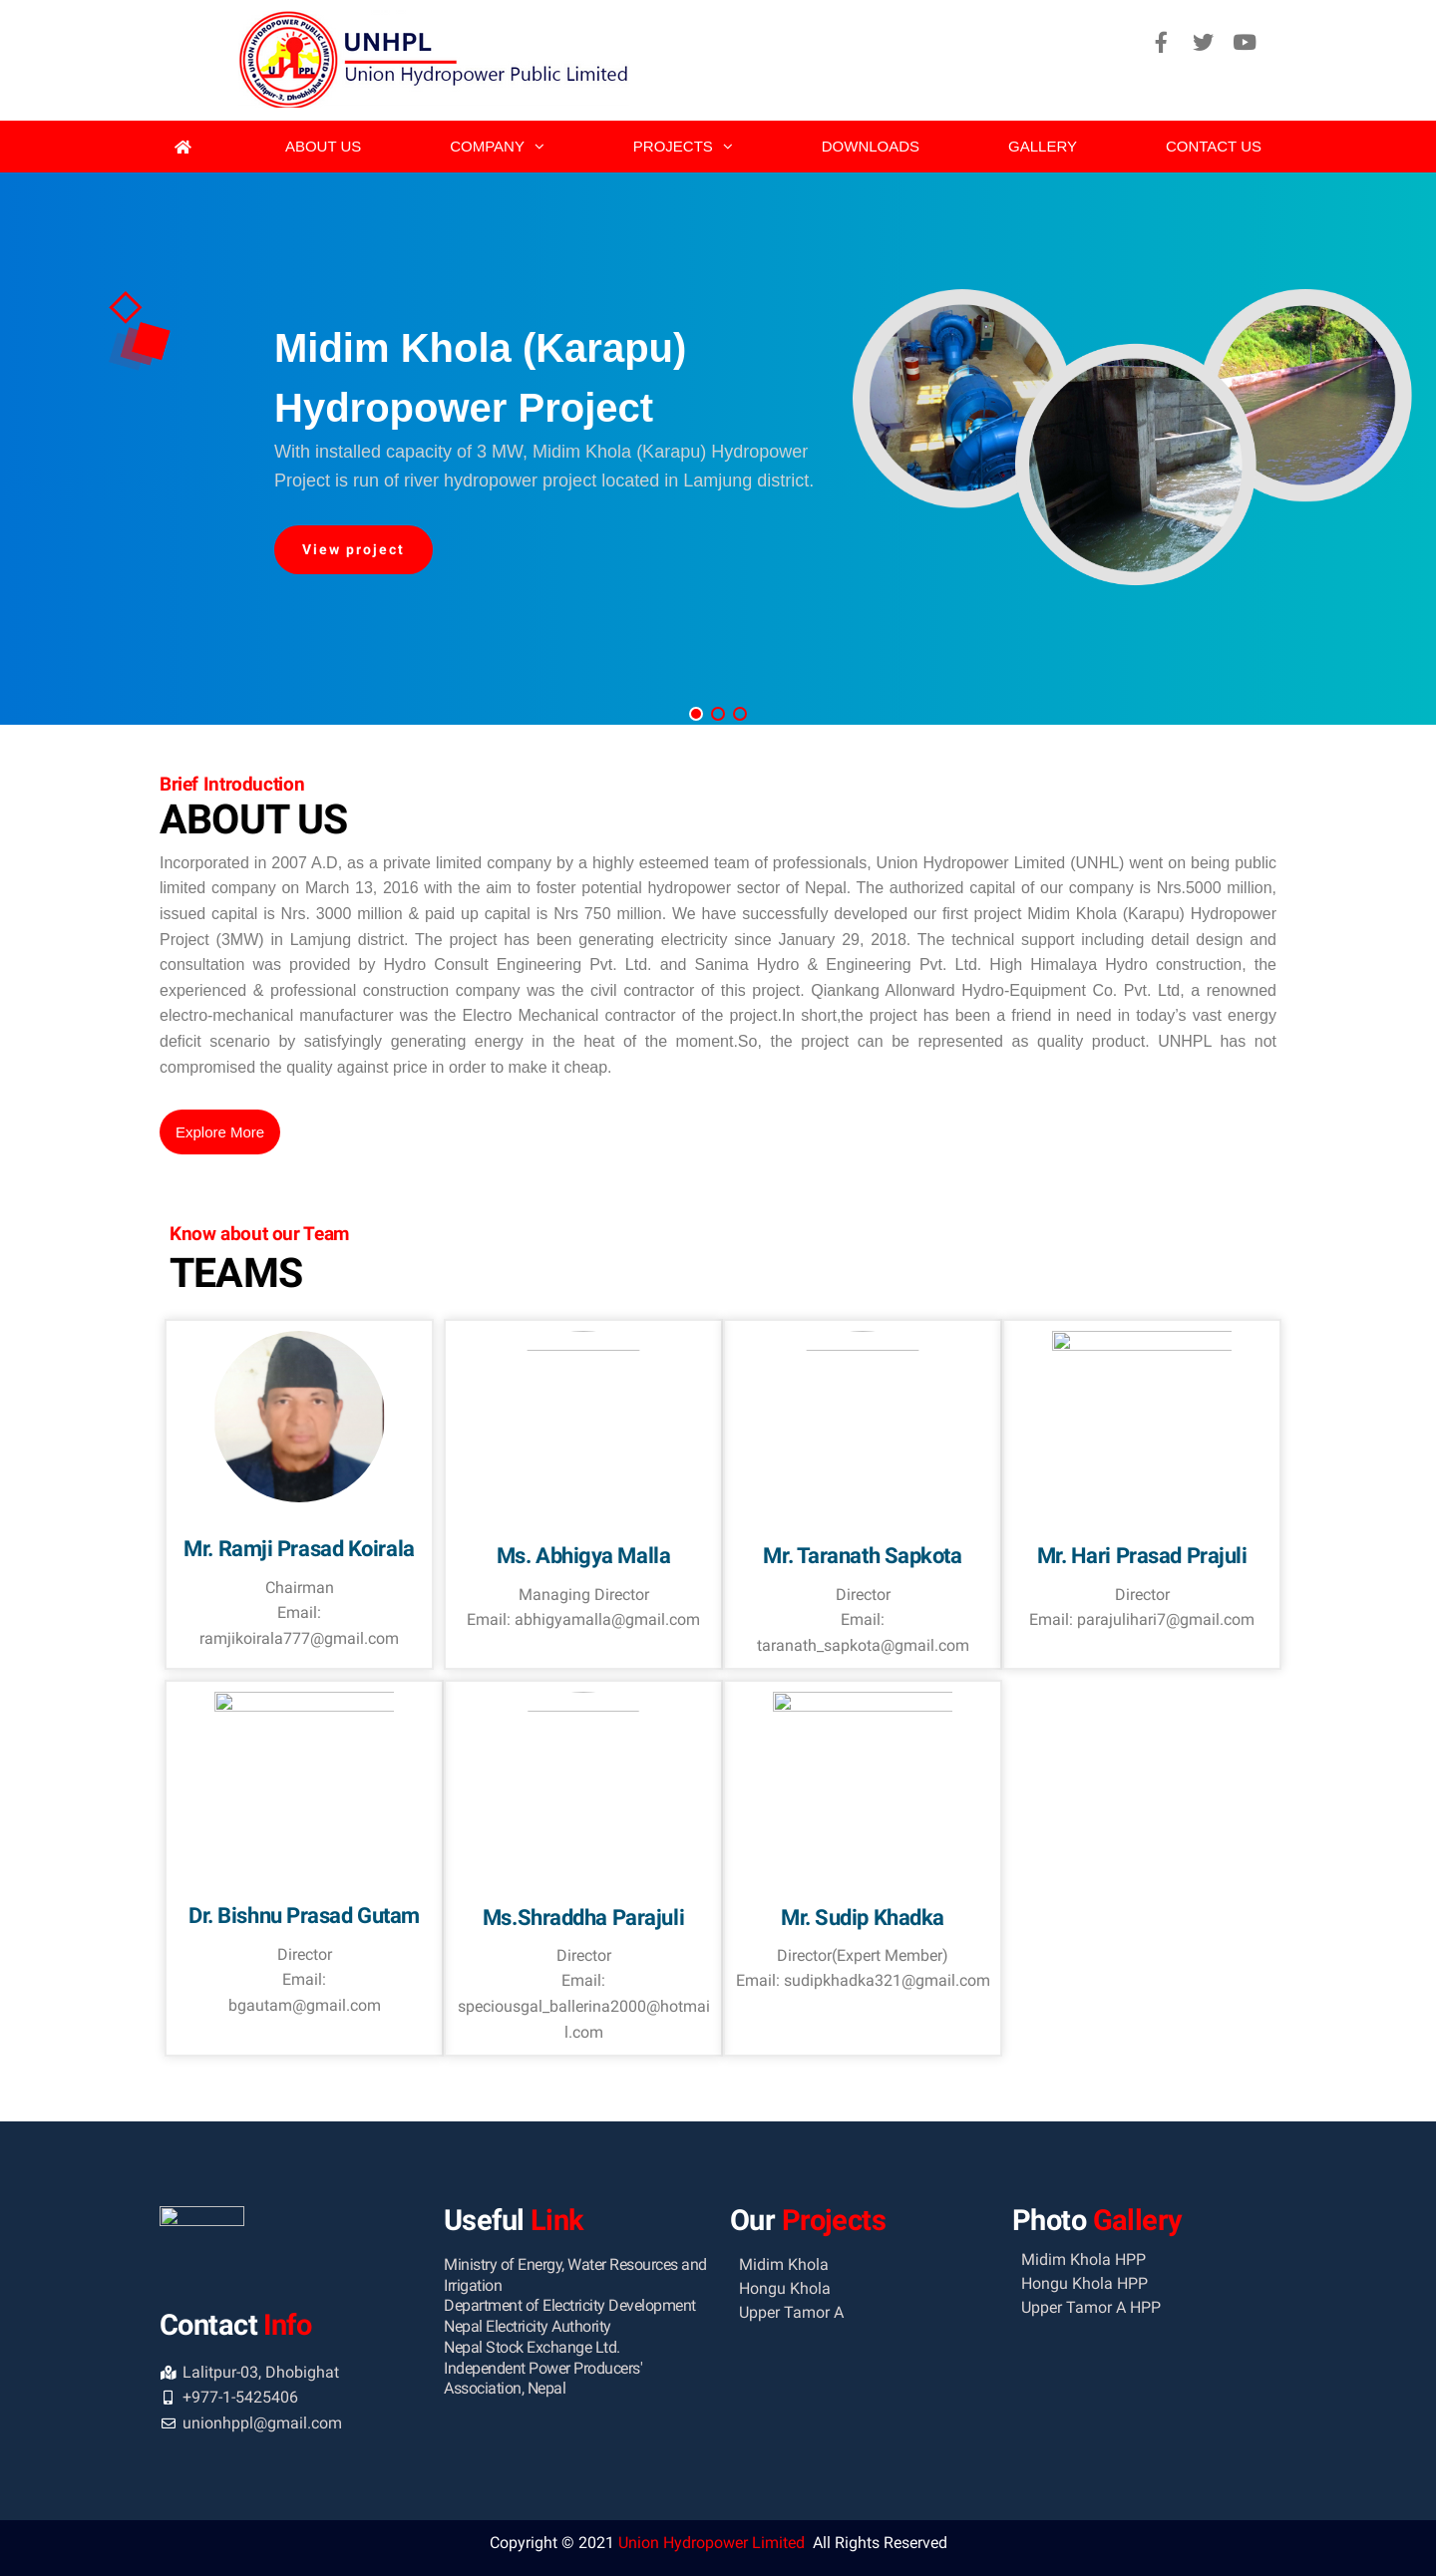 UNION HYDROPOWER PUBLIC LIMITED
U PPL
Lalitpur-3, Dhobhighat
UNHPL
Union Hydropower Public Limited
ABOUT US
COMPANY
PROJECTS
DOWNLOADS
GALLERY
CONTACT US
Midim Khola (Karapu)
Hydropower Project
With installed capacity of 3 MW, Midim Khola (Karapu) Hydropower
Project is run of river hydropower project located in Lamjung district.
View project
Brief Introduction
ABOUT US
Incorporated in 2007 A.D, as a private limited company by a highly esteemed team of professionals, Union Hydropower Limited (UNHL) went on being public
limited company on March 13, 2016 with the aim to foster potential hydropower sector of Nepal. The authorized capital of our company is Nrs.5000 million,
issued capital is Nrs. 3000 million & paid up capital is Nrs 750 million. We have successfully developed our first project Midim Khola (Karapu) Hydropower
Project (3MW) in Lamjung district. The project has been generating electricity since January 29, 2018. The technical support including detail design and
consultation was provided by Hydro Consult Engineering Pvt. Ltd. and Sanima Hydro & Engineering Pvt. Ltd. High Himalaya Hydro construction, the
experienced & professional construction company was the civil contractor of this project. Qiankang Allonward Hydro-Equipment Co. Pvt. Ltd, a renowned
electro-mechanical manufacturer was the Electro Mechanical contractor of the project.In short,the project has been a friend in need in today's vast energy
deficit scenario by satisfyingly generating energy in the heat of the moment.So, the project can be represented as quality product. UNHPL has not
compromised the quality against price in order to make it cheap.
Explore More
Know about our Team
TEAMS
Mr. Ramji Prasad Koirala
Chairman
Email:
ramjikoirala777@gmail.com
Ms. Abhigya Malla
Managing Director
Email: abhigyamalla@gmail.com
Mr. Taranath Sapkota
Director
Email:
taranath_sapkota@gmail.com
Mr. Hari Prasad Prajuli
Director
Email: parajulihari7@gmail.com
Dr. Bishnu Prasad Gutam
Director
Email:
bgautam@gmail.com
Ms.Shraddha Parajuli
Director
Email:
speciousgal_ballerina2000@hotmai
l.com
Mr. Sudip Khadka
Director(Expert Member)
Email: sudipkhadka321@gmail.com
Contact Info
Lalitpur-03, Dhobighat
+977-1-5425406
unionhppl@gmail.com
Useful Link
Ministry of Energy, Water Resources and
Irrigation
Department of Electricity Development
Nepal Electricity Authority
Nepal Stock Exchange Ltd.
Independent Power Producers'
Association, Nepal
Our Projects
Midim Khola
Hongu Khola
Upper Tamor A
Photo Gallery
Midim Khola HPP
Hongu Khola HPP
Upper Tamor A HPP
Copyright © 2021 Union Hydropower Limited  All Rights Reserved